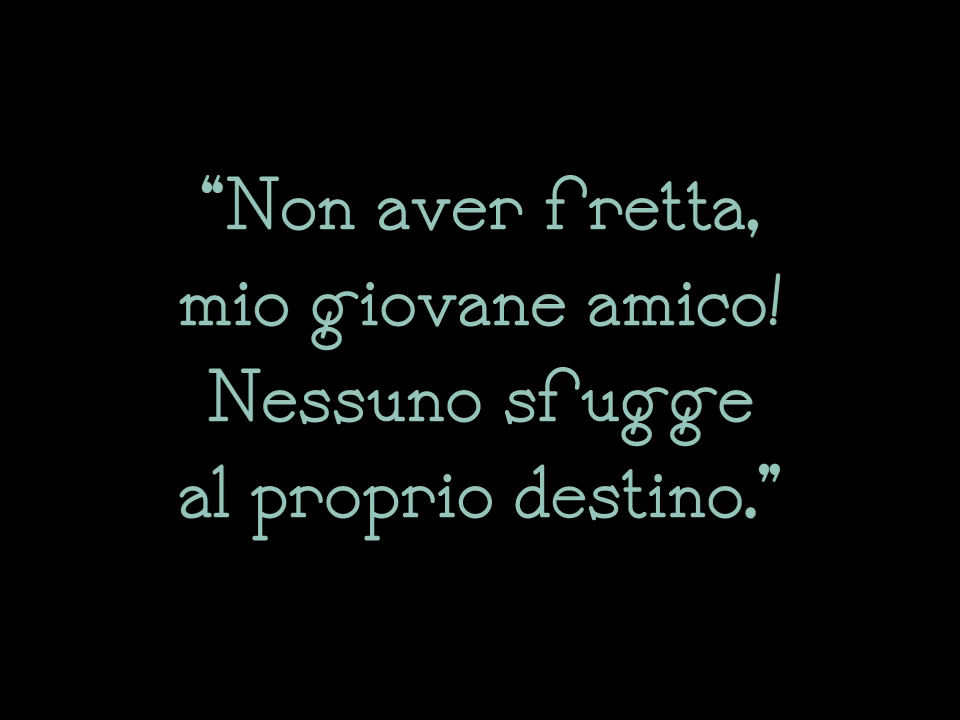 “Non aver fretta,
mio giovane amico!
Nessuno sfugge
al proprio destino.”